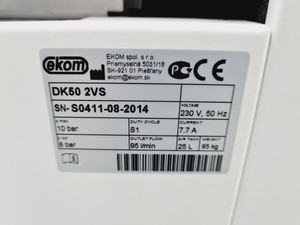 ekom
EKOM spol. s r.o.
Priemyselná 5031/18
SK-921 01 Piešťany
ekom@ekom.sk
DK50 2VS
SN- S0411-08-2014
VOLTAGE
230 V, 50 Hz
p max
10 bar
DUTY CYCLE
S1
CURRENT
7,7 A
8 bar
OUTLET FLOW
95 l/min
AIR TANK
25 L
WEIGHT
95 kg